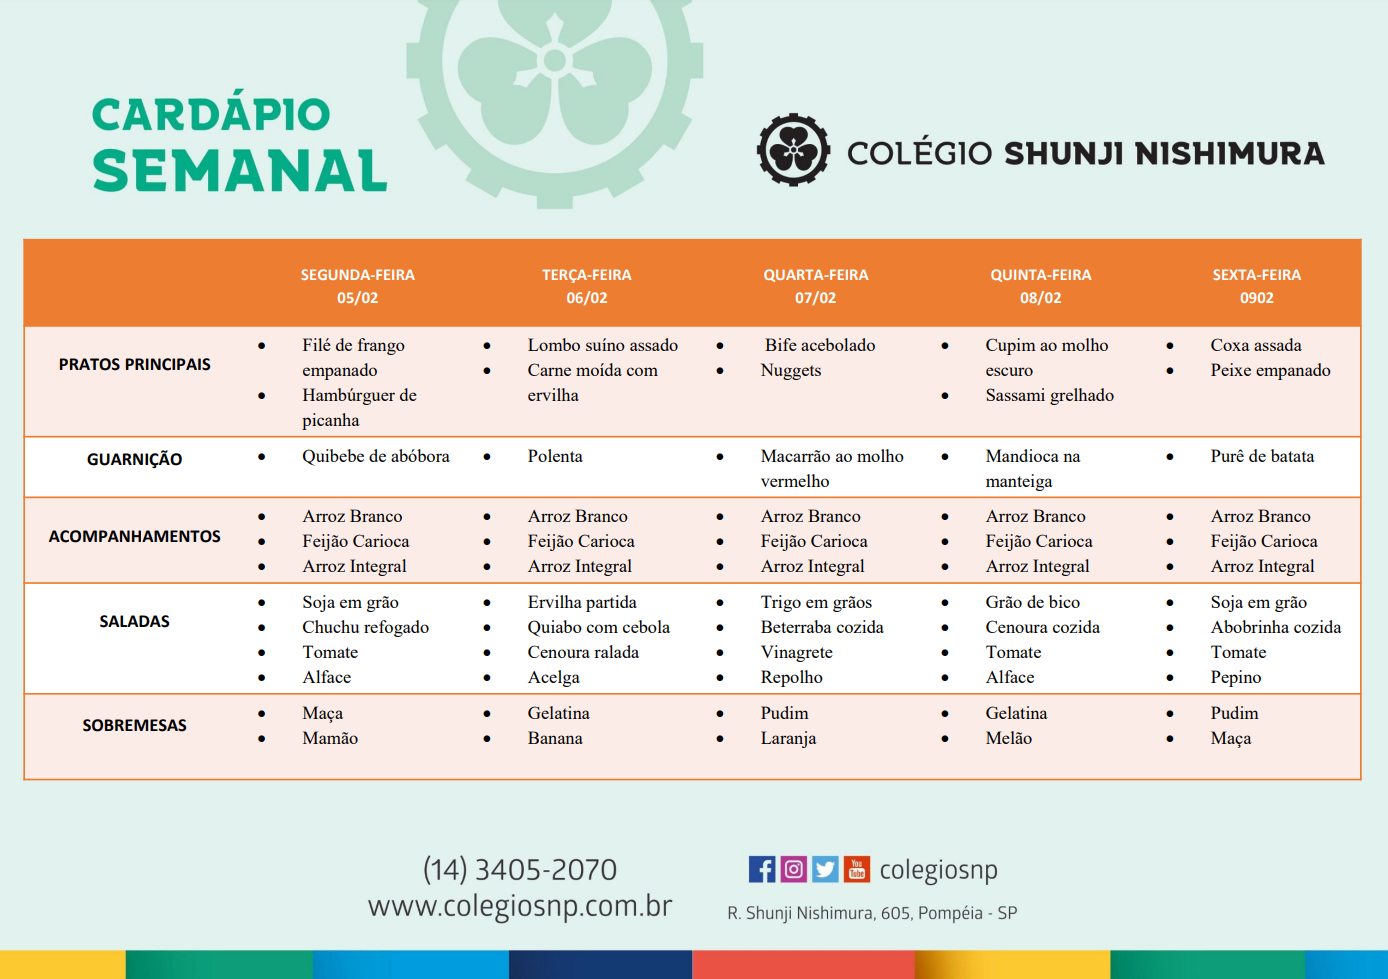 CARDÁPIO
SEMANAL
COLÉGIO SHUNJI NISHIMURA
SEGUNDA-FEIRA
05/02
TERÇA-FEIRA
06/02
QUARTA-FEIRA
07/02
QUINTA-FEIRA
08/02
SEXTA-FEIRA
0902
PRATOS PRINCIPAIS
• Filé de frango
empanado
• Hambúrguer de
picanha
• Lombo suíno assado
• Carne moída com
ervilha
• Bife acebolado
• Nuggets
• Cupim ao molho
escuro
• Sassami grelhado
• Coxa assada
• Peixe empanado
GUARNIÇÃO
• Quibebe de abóbora
• Polenta
• Macarrão ao molho
vermelho
• Mandioca na
manteiga
• Purê de batata
ACOMPANHAMENTOS
• Arroz Branco
• Feijão Carioca
• Arroz Integral
• Arroz Branco
• Feijão Carioca
• Arroz Integral
• Arroz Branco
• Feijão Carioca
• Arroz Integral
• Arroz Branco
• Feijão Carioca
• Arroz Integral
• Arroz Branco
• Feijão Carioca
• Arroz Integral
SALADAS
• Soja em grão
• Chuchu refogado
• Tomate
• Alface
• Ervilha partida
• Quiabo com cebola
• Cenoura ralada
• Acelga
• Trigo em grãos
• Beterraba cozida
• Vinagrete
• Repolho
• Grão de bico
• Cenoura cozida
• Tomate
• Alface
• Soja em grão
• Abobrinha cozida
• Tomate
• Pepino
SOBREMESAS
• Maça
• Mamão
• Gelatina
• Banana
• Pudim
• Laranja
• Gelatina
• Melão
• Pudim
• Maça
(14) 3405-2070
www.colegiosnp.com.br
You
Tube
colegiosnp
R. Shunji Nishimura, 605, Pompéia - SP